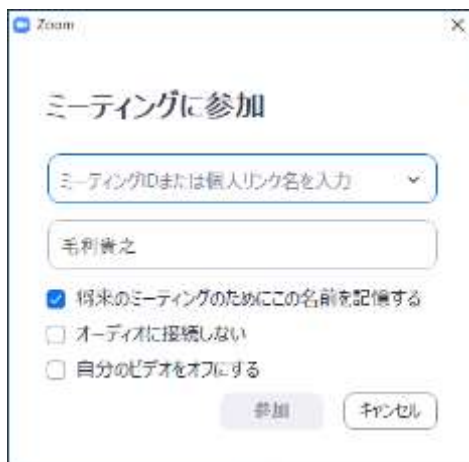 Zoom
ミーティングに参加
ミーティングIDまたは個人リンク名を入力
毛利貴之
将来のミーティングのためにこの名前を記憶する
オーディオに接続しない
自分のビデオをオフにする
参加
キャンセル